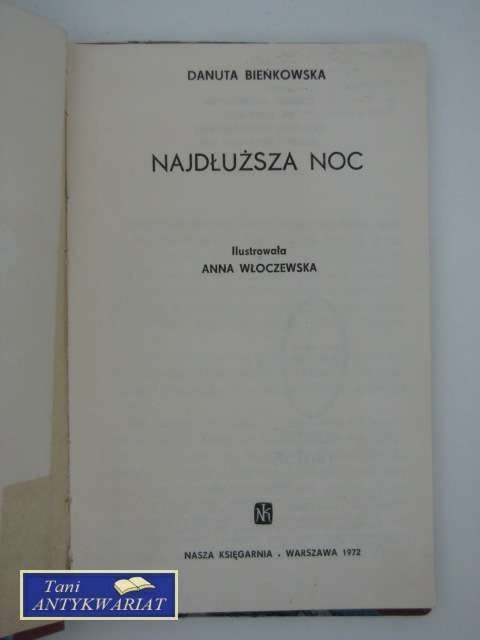 DANUTA BIEŃKOWSKA
NAJDŁUŻSZA NOC
Ilustrowała
ANNA WŁOCZEWSKA
NK
NASZA KSIĘGARNIA • WARSZAWA 1972
Tani
ANTYKWARIAT